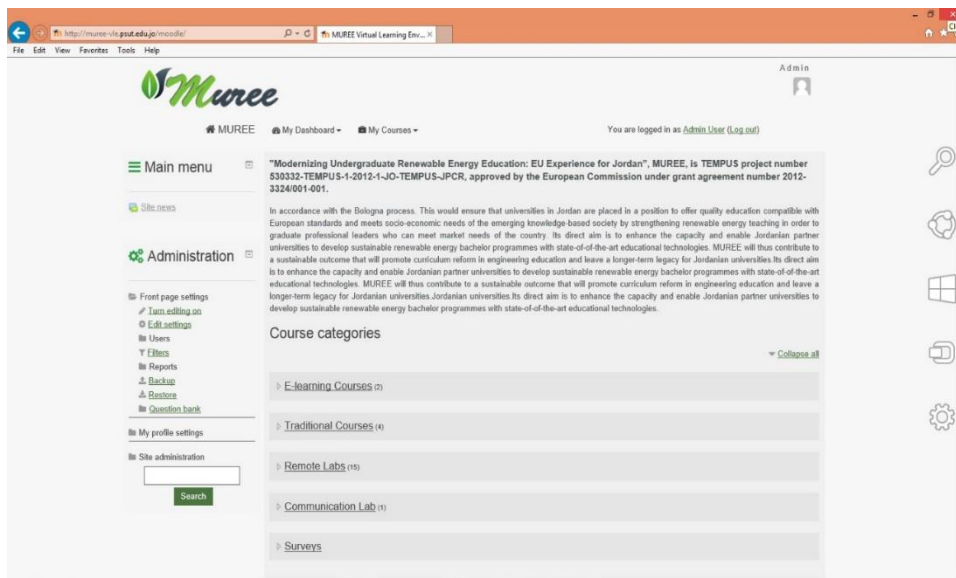 http://muree-vle.psut.edu.jo/moodle/
MUREE Virtual Learning Env...
File Edit View Favorites Tools Help
Muree
Admin
MUREE
My Dashboard
My Courses
You are logged in as Admin User (Log out)
Main menu
Site news
Administration
Front page settings
Turn editing on
Edit settings
Users
Filters
Reports
Backup
Restore
Question bank
My profile settings
Site administration
Search
"Modernizing Undergraduate Renewable Energy Education: EU Experience for Jordan", MUREE, is TEMPUS project number
530332-TEMPUS-1-2012-1-JO-TEMPUS-JPCR, approved by the European Commission under grant agreement number 2012-
3324/001-001.
In accordance with the Bologna process. This would ensure that universities in Jordan are placed in a position to offer quality education compatible with
European standards and meets socio-economic needs of the emerging knowledge-based society by strengthening renewable energy teaching in order to
graduate professional leaders who can meet market needs of the country. Its direct aim is to enhance the capacity and enable Jordanian partner
universities to develop sustainable renewable energy bachelor programmes with state-of-of-the-art educational technologies. MUREE will thus contribute to
a sustainable outcome that will promote curriculum reform in engineering education and leave a longer-term legacy for Jordanian universities.Its direct aim
is to enhance the capacity and enable Jordanian partner universities to develop sustainable renewable energy bachelor programmes with state-of-of-the-art
educational technologies. MUREE will thus contribute to a sustainable outcome that will promote curriculum reform in engineering education and leave a
longer-term legacy for Jordanian universities.Jordanian universities.Its direct aim is to enhance the capacity and enable Jordanian partner universities to
develop sustainable renewable energy bachelor programmes with state-of-of-the-art educational technologies.
Course categories
Collapse all
E-learning Courses (2)
Traditional Courses (4)
Remote Labs (15)
Communication Lab (1)
Surveys